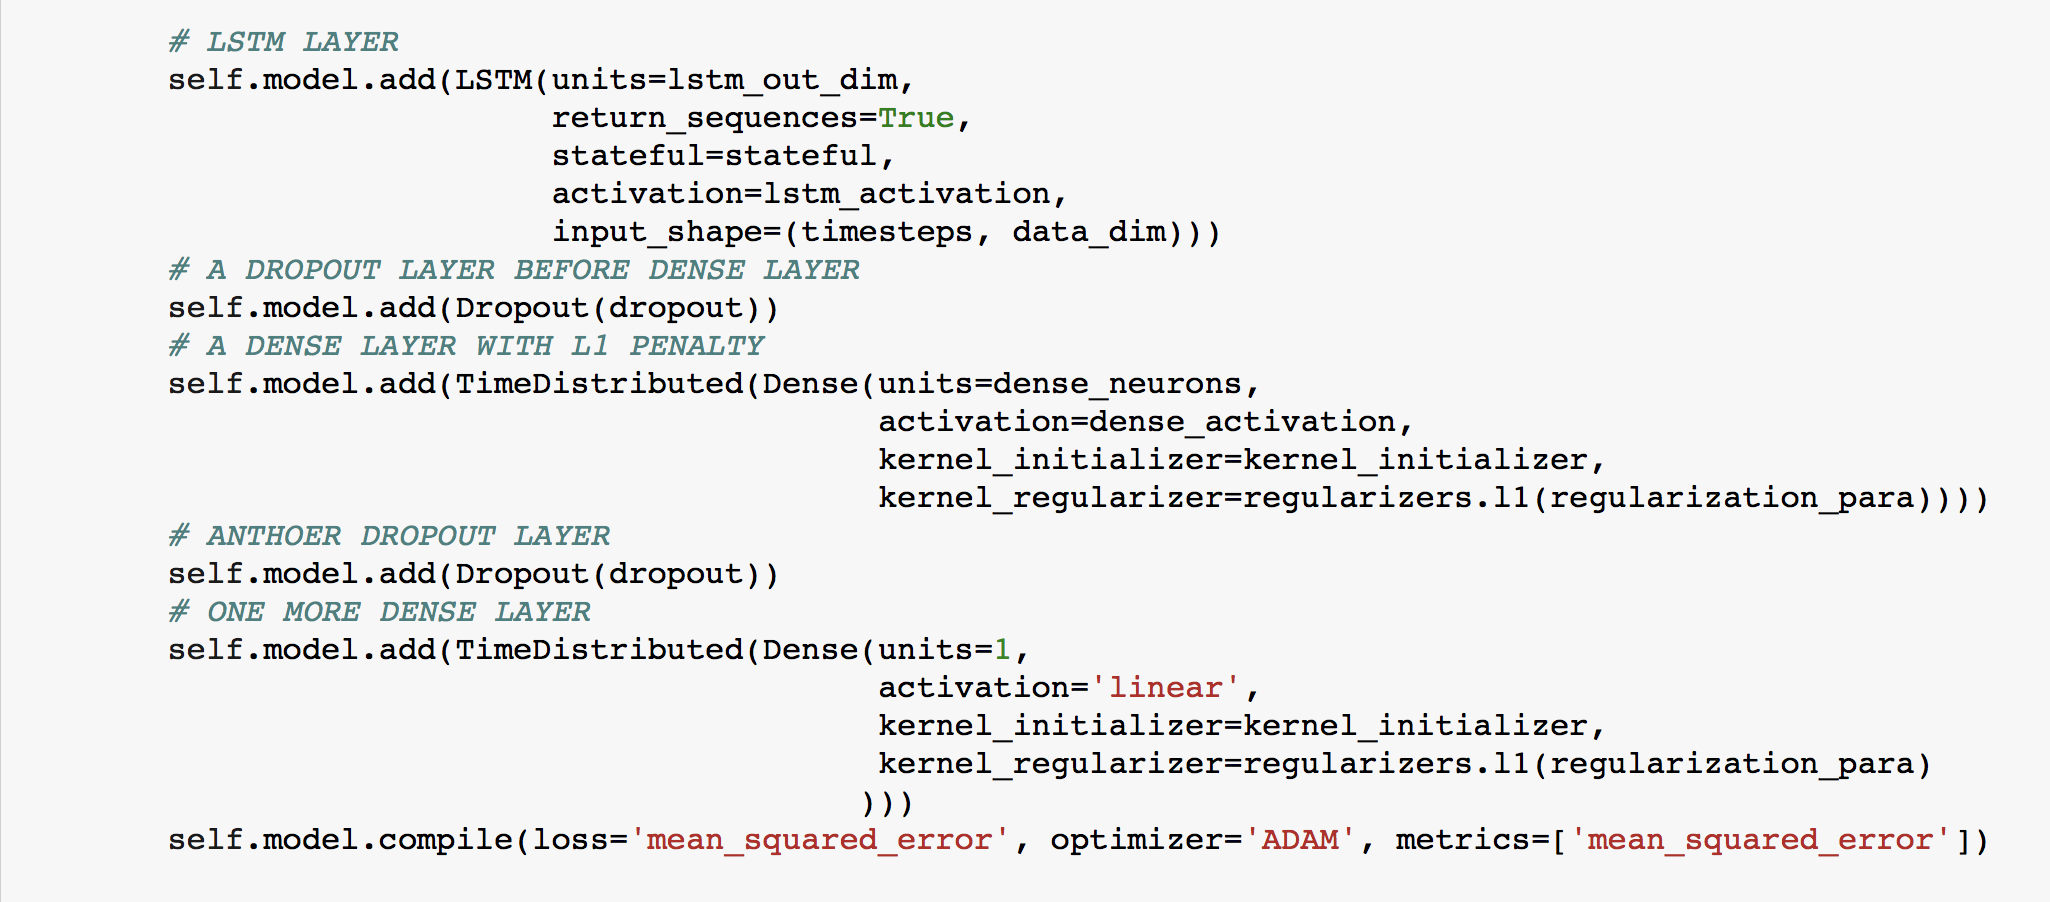 # LSTM LAYER
self.model.add(LSTM(units=lstm_out_dim,
return_sequences=True,
stateful=stateful,
activation=lstm_activation,
input_shape=(timesteps, data_dim)))
# A DROPOUT LAYER BEFORE DENSE LAYER
self.model.add(Dropout(dropout))
# A DENSE LAYER WITH L1 PENALTY
self.model.add(TimeDistributed(Dense(units=dense_neurons,
activation=dense_activation,
kernel_initializer=kernel_initializer,
kernel_regularizer=regularizers.l1(regularization_para))))
# ANTHOER DROPOUT LAYER
self.model.add(Dropout(dropout))
# ONE MORE DENSE LAYER
self.model.add(TimeDistributed(Dense(units=1,
activation='linear',
kernel_initializer=kernel_initializer,
kernel_regularizer=regularizers.l1(regularization_para)
)))
self.model.compile(loss='mean_squared_error', optimizer='ADAM', metrics=['mean_squared_error'])